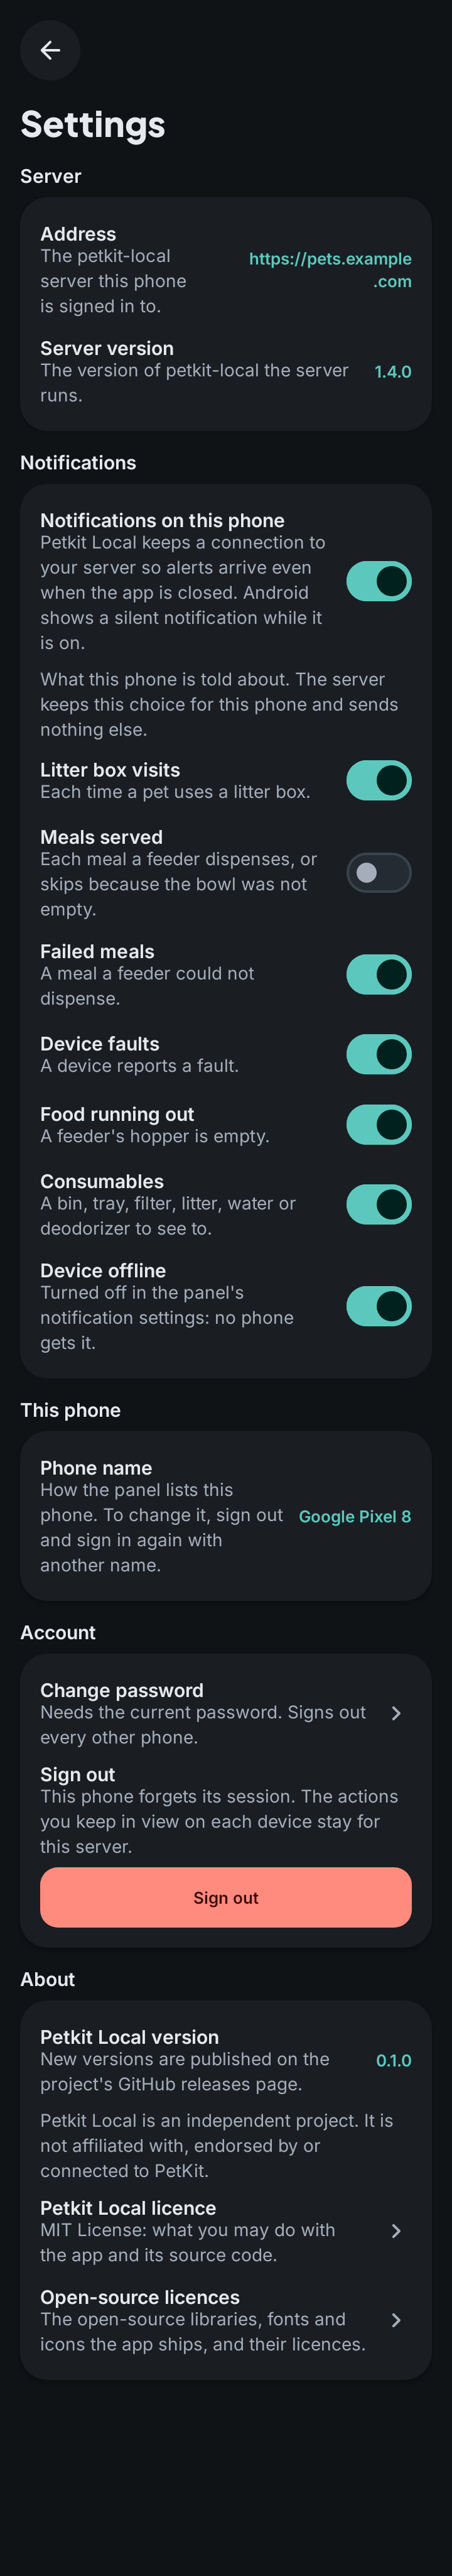 Settings
Server
Address
The petkit-local
server this phone
is signed in to.
https://pets.example
.com
Server version
The version of petkit-local the server
runs.
1.4.0
Notifications
Notifications on this phone
Petkit Local keeps a connection to
your server so alerts arrive even
when the app is closed. Android
shows a silent notification while it
is on.
What this phone is told about. The server
keeps this choice for this phone and sends
nothing else.
Litter box visits
Each time a pet uses a litter box.
Meals served
Each meal a feeder dispenses, or
skips because the bowl was not
empty.
Failed meals
A meal a feeder could not
dispense.
Device faults
A device reports a fault.
Food running out
A feeder's hopper is empty.
Consumables
A bin, tray, filter, litter, water or
deodorizer to see to.
Device offline
Turned off in the panel's
notification settings: no phone
gets it.
This phone
Phone name
How the panel lists this
phone. To change it, sign out
and sign in again with
another name.
Google Pixel 8
Account
Change password
Needs the current password. Signs out
every other phone.
Sign out
This phone forgets its session. The actions
you keep in view on each device stay for
this server.
Sign out
About
Petkit Local version
New versions are published on the
project's GitHub releases page.
0.1.0
Petkit Local is an independent project. It is
not affiliated with, endorsed by or
connected to PetKit.
Petkit Local licence
MIT License: what you may do with
the app and its source code.
Open-source licences
The open-source libraries, fonts and
icons the app ships, and their licences.